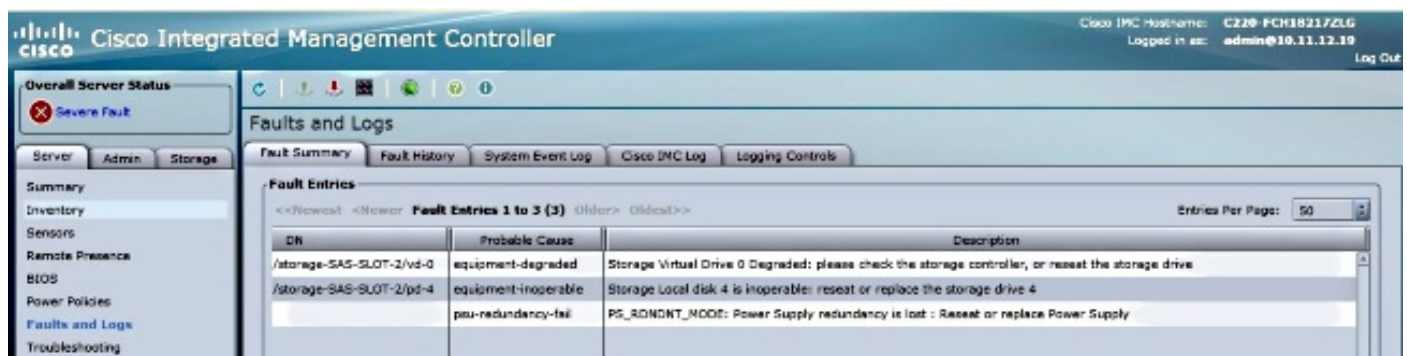 Cisco IMC Hostname: C220-FCH18217ZLG
CISCO Cisco Integrated Management Controller
Logged in as: admin@10.11.12.19
Log Out
Overall Server Status
Severe Fault
Faults and Logs
Server Admin Storage
Fault Summary Fault History System Event Log Cisco IMC Log Logging Controls
Summary
Inventory
Sensors
Remote Presence
BIOS
Power Policies
Faults and Logs
Troubleshooting
Fault Entries
<<Newest <Newer Fault Entries 1 to 3 (3) Older> Oldest>> Entries Per Page: 50
DN Probable Cause Description
/storage-SAS-SLOT-2/vd-0 equipment-degraded Storage Virtual Drive 0 Degraded: please check the storage controller, or reseat the storage drive
/storage-SAS-SLOT-2/pd-4 equipment-inoperable Storage Local disk 4 is inoperable: reseat or replace the storage drive 4
psu-redundancy-fail PS_RDNDNT_MODE: Power Supply redundancy is lost : Reseat or replace Power Supply